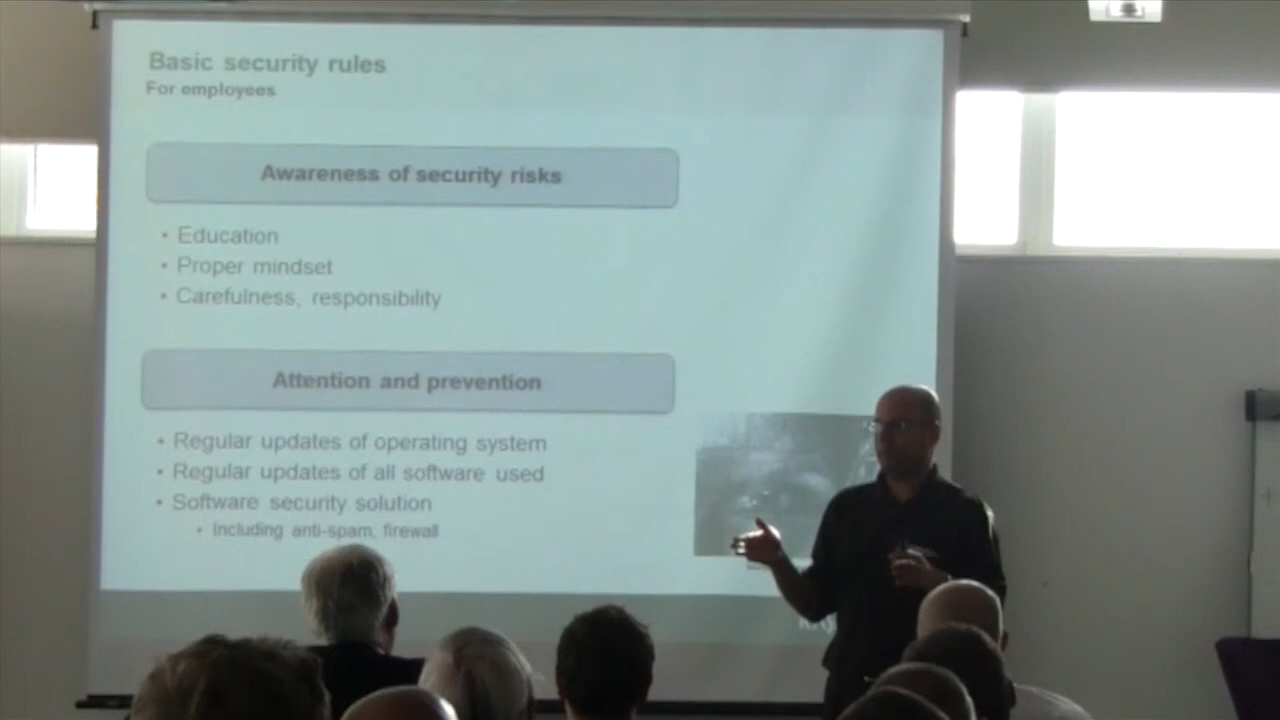 Basic security rules
For employees
Awareness of security risks
• Education
• Proper mindset
• Carefulness, responsibility
Attention and prevention
• Regular updates of operating system
• Regular updates of all software used
• Software security solution
• Including anti-spam, firewall